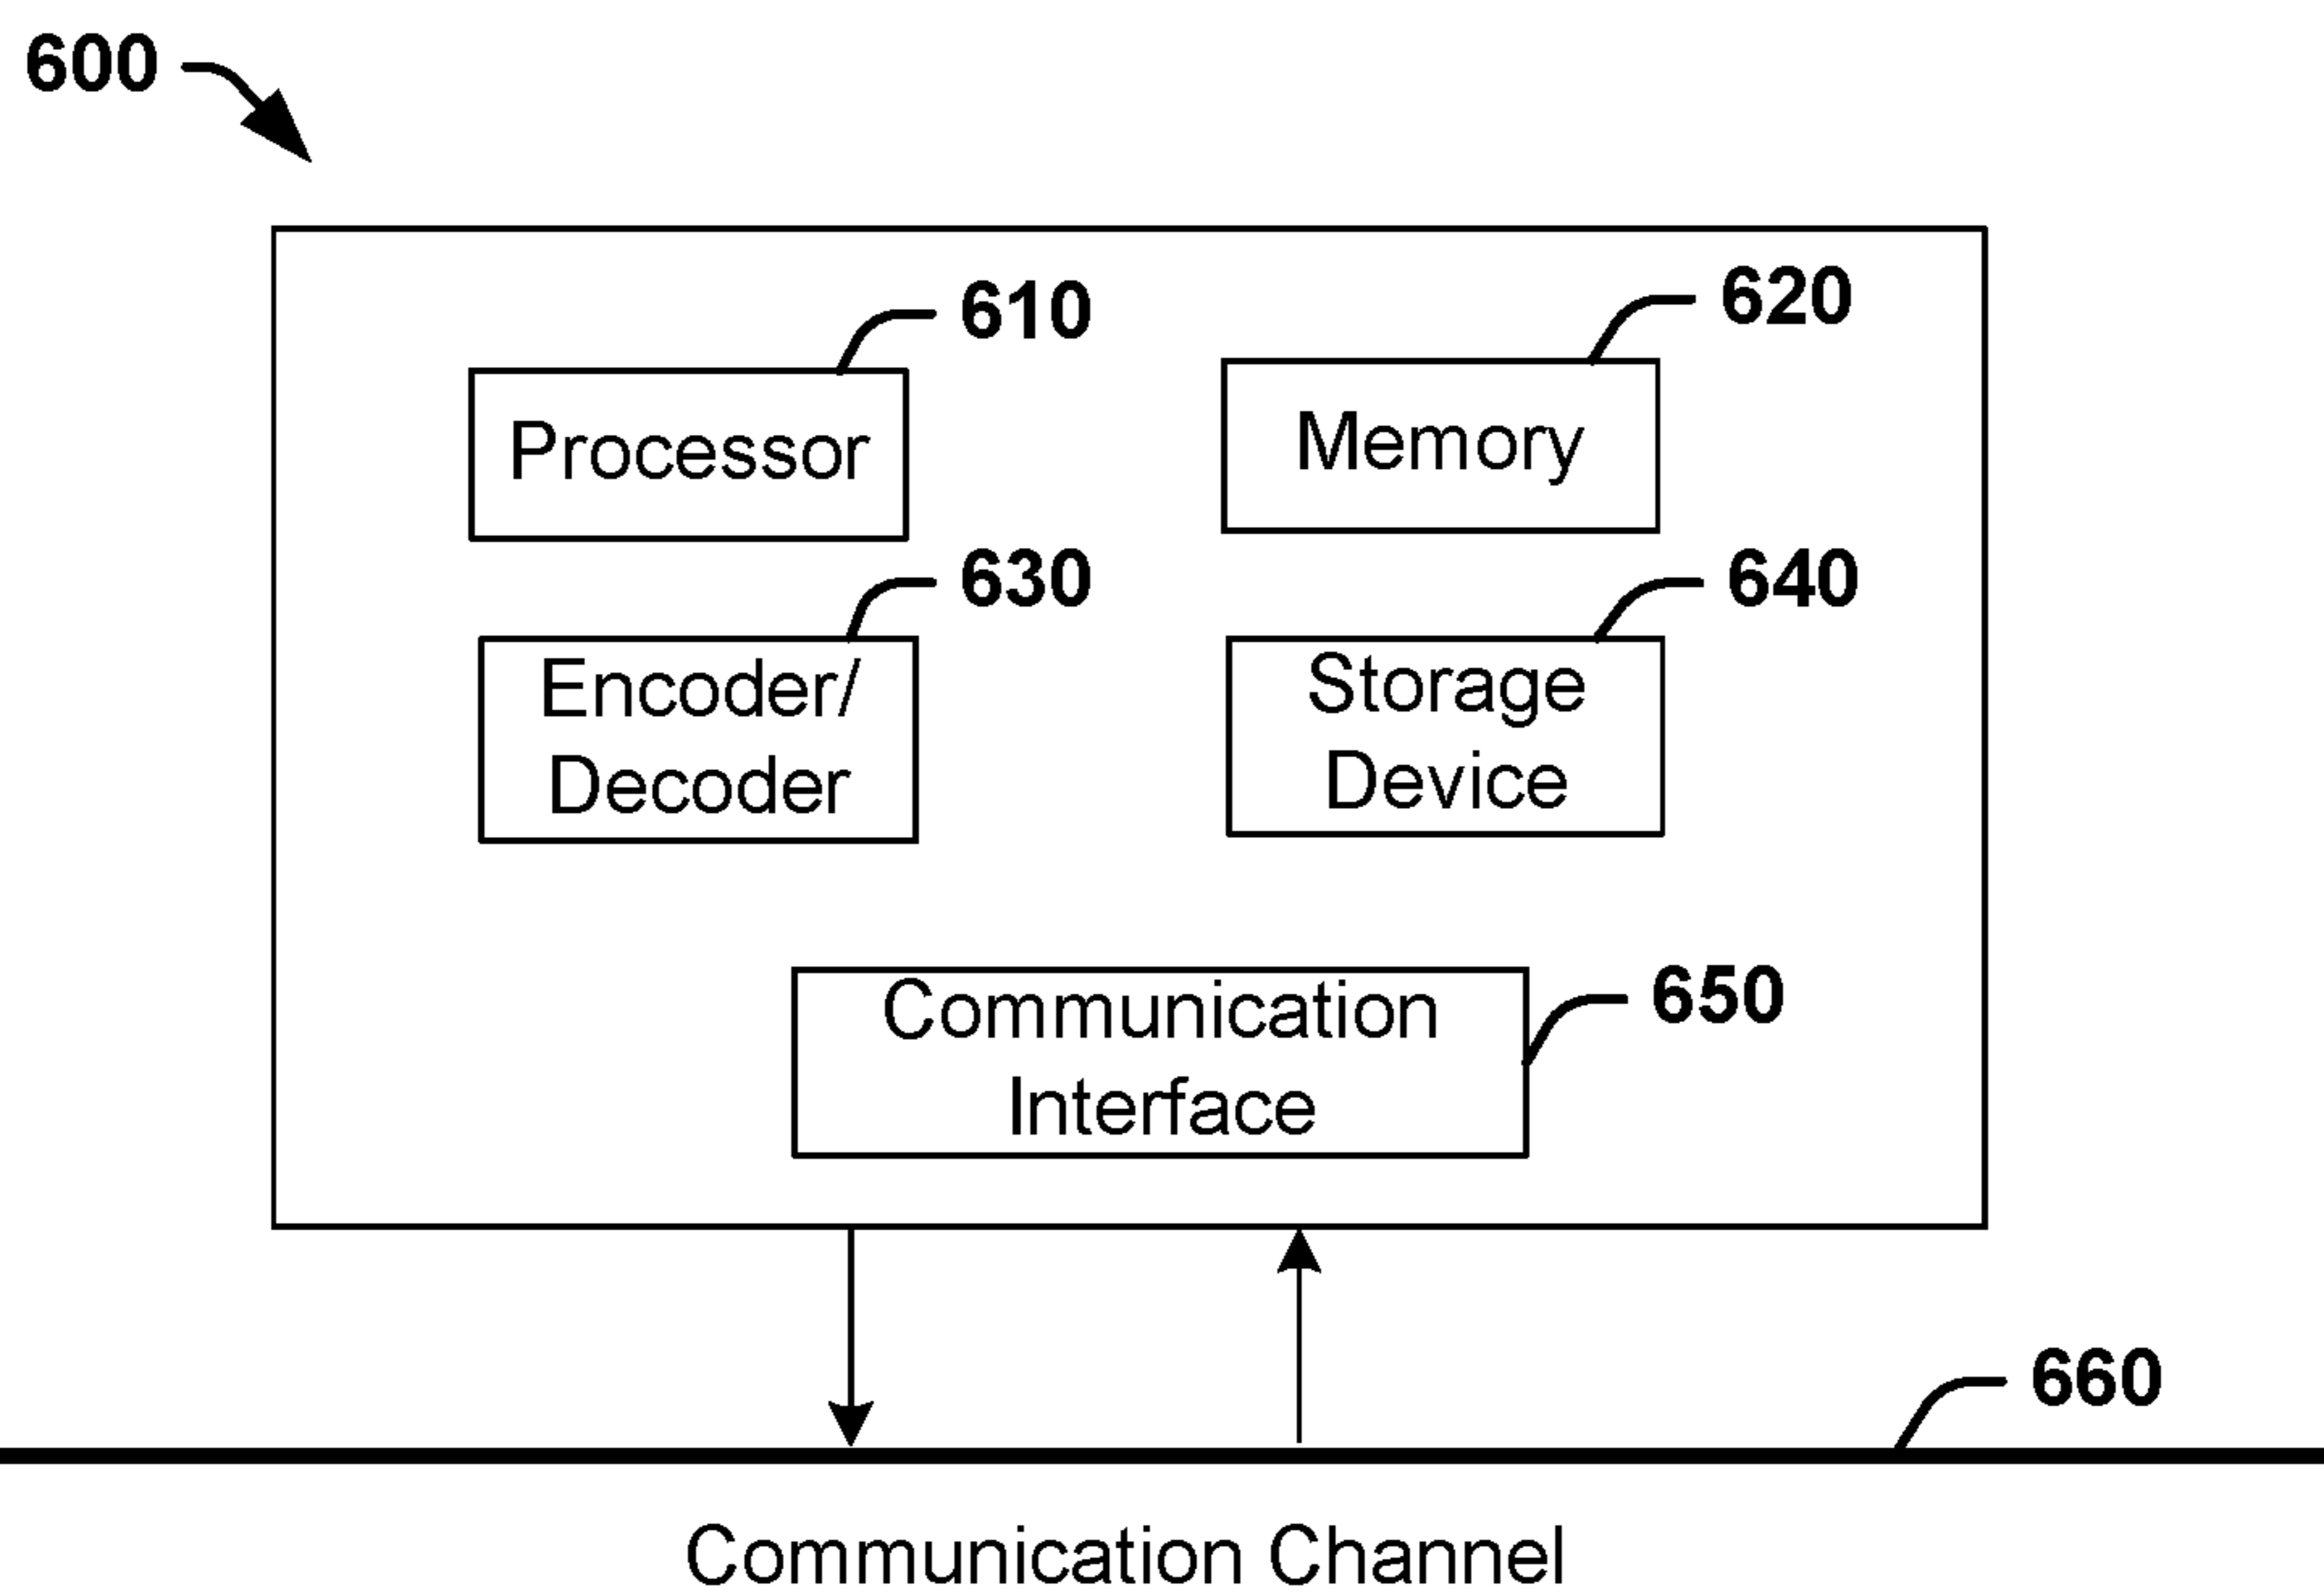 600
610
620
Processor
Memory
630
640
Encoder/
Decoder
Storage
Device
650
Communication
Interface
660
Communication Channel